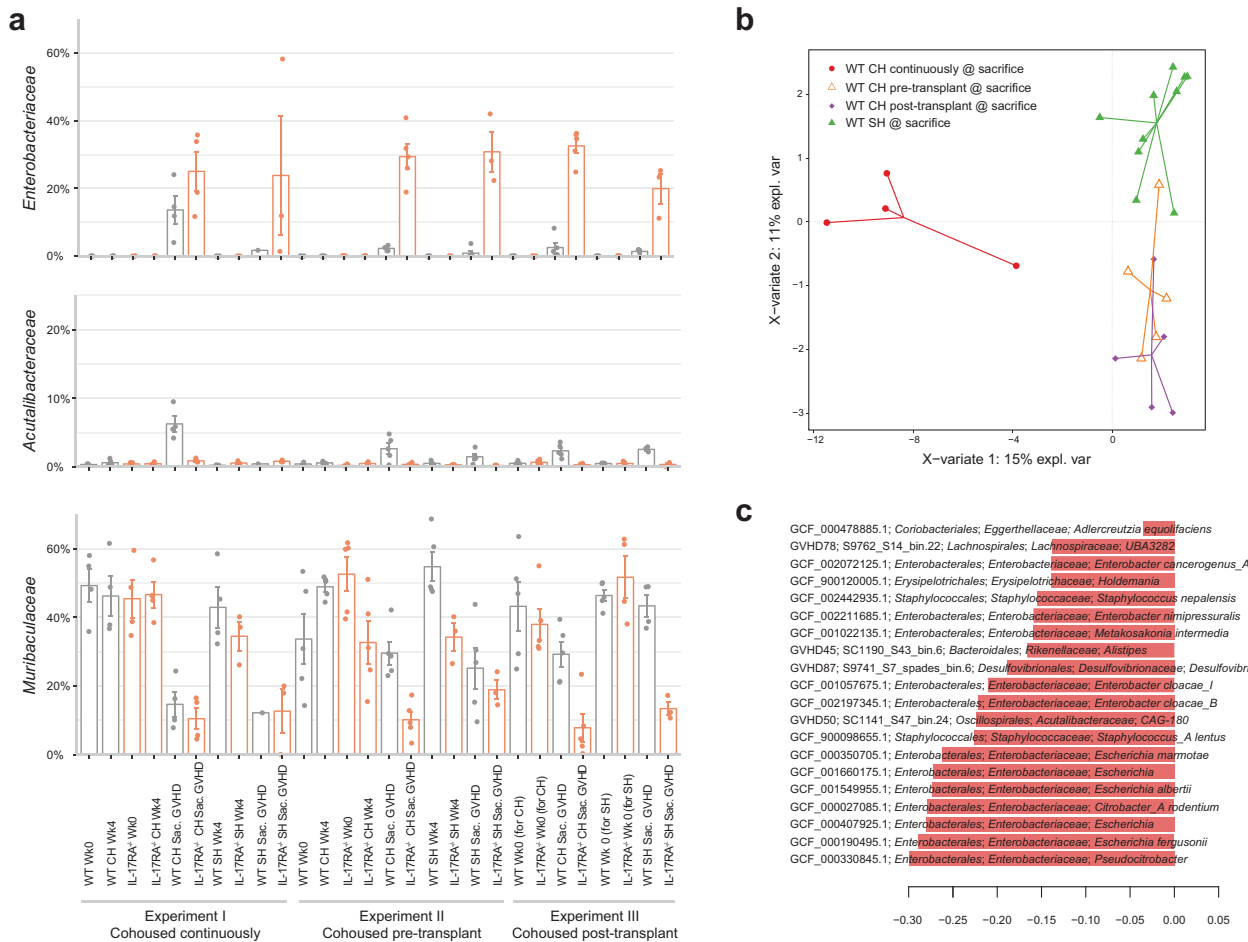 a
Enterobacteriaceae
60%
40%
20%
0%
Acutalibacteraceae
20%
10%
0%
Muribaculaceae
60%
40%
20%
0%
WT Wk0
WT CH Wk4
IL-17RA-/- Wk0
IL-17RA-/- CH Wk4
WT CH Sac. GVHD
IL-17RA-/- CH Sac. GVHD
WT SH Wk4
IL-17RA-/- SH Wk4
WT SH Sac. GVHD
IL-17RA-/- SH Sac. GVHD
WT Wk0
WT CH Wk4
IL-17RA-/- Wk0
IL-17RA-/- CH Wk4
WT CH Sac. GVHD
IL-17RA-/- CH Sac. GVHD
WT SH Wk4
IL-17RA-/- SH Wk4
WT SH Sac. GVHD
IL-17RA-/- SH Sac. GVHD
WT Wk0 (for CH)
IL-17RA-/- Wk0 (for CH)
WT CH Sac. GVHD
IL-17RA-/- CH Sac. GVHD
WT Wk. 0 (for SH)
IL-17RA-/- Wk 0 (for SH)
WT SH Sac. GVHD
IL-17RA-/- SH Sac. GVHD
Experiment I
Cohoused continuously
Experiment II
Cohoused pre-transplant
Experiment III
Cohoused post-transplant
b
WT CH continuously @ sacrifice
WT CH pre-transplant @ sacrifice
WT CH post-transplant @ sacrifice
WT SH @ sacrifice
X-variate 2: 11% expl. var
2
1
0
−1
−2
−3
−12 −8 −4 0
X−variate 1: 15% expl. var
c
GCF_000478885.1; Coriobacteriales; Eggerthellaceae; Adlercreutzia equolifaciens
GVHD78; S9762_S14_bin.22; Lachnospirales; Lachnospiraceae; UBA3282
GCF_002072125.1; Enterobacterales; Enterobacteriaceae; Enterobacter cancerogenus_A
GCF_900120005.1; Erysipelotrichales; Erysipelotrichaceae; Holdemania
GCF_002442935.1; Staphylococcales; Staphylococcaceae; Staphylococcus nepalensis
GCF_002211685.1; Enterobacterales; Enterobacteriaceae; Enterobacter nimipressuralis
GCF_001022135.1; Enterobacterales; Enterobacteriaceae; Metakosakonia intermedia
GVHD45; SC1190_S43_bin.6; Bacteroidales; Rikenellaceae; Alistipes
GVHD87; S9741_S7_spades_bin.6; Desulfovibrionales; Desulfovibrionaceae; Desulfovibri
GCF_001057675.1; Enterobacterales; Enterobacteriaceae; Enterobacter cloacae_I
GCF_002197345.1; Enterobacterales; Enterobacteriaceae; Enterobacter cloacae_B
GVHD50; SC1141_S47_bin.24; Oscillospirales; Acutalibacteraceae; CAG-180
GCF_900098655.1; Staphylococcales; Staphylococcaceae; Staphylococcus_A lentus
GCF_000350705.1; Enterobacterales; Enterobacteriaceae; Escherichia marmotae
GCF_001660175.1; Enterobacterales; Enterobacteriaceae; Escherichia
GCF_001549955.1; Enterobacterales; Enterobacteriaceae; Escherichia albertii
GCF_000027085.1; Enterobacterales; Enterobacteriaceae; Citrobacter_A rodentium
GCF_000407925.1; Enterobacterales; Enterobacteriaceae; Escherichia
GCF_000190495.1; Enterobacterales; Enterobacteriaceae; Escherichia fergusonii
GCF_000330845.1; Enterobacterales; Enterobacteriaceae; Pseudocitrobacter
−0.30 −0.25 −0.20 −0.15 −0.10 −0.05 0.00 0.05